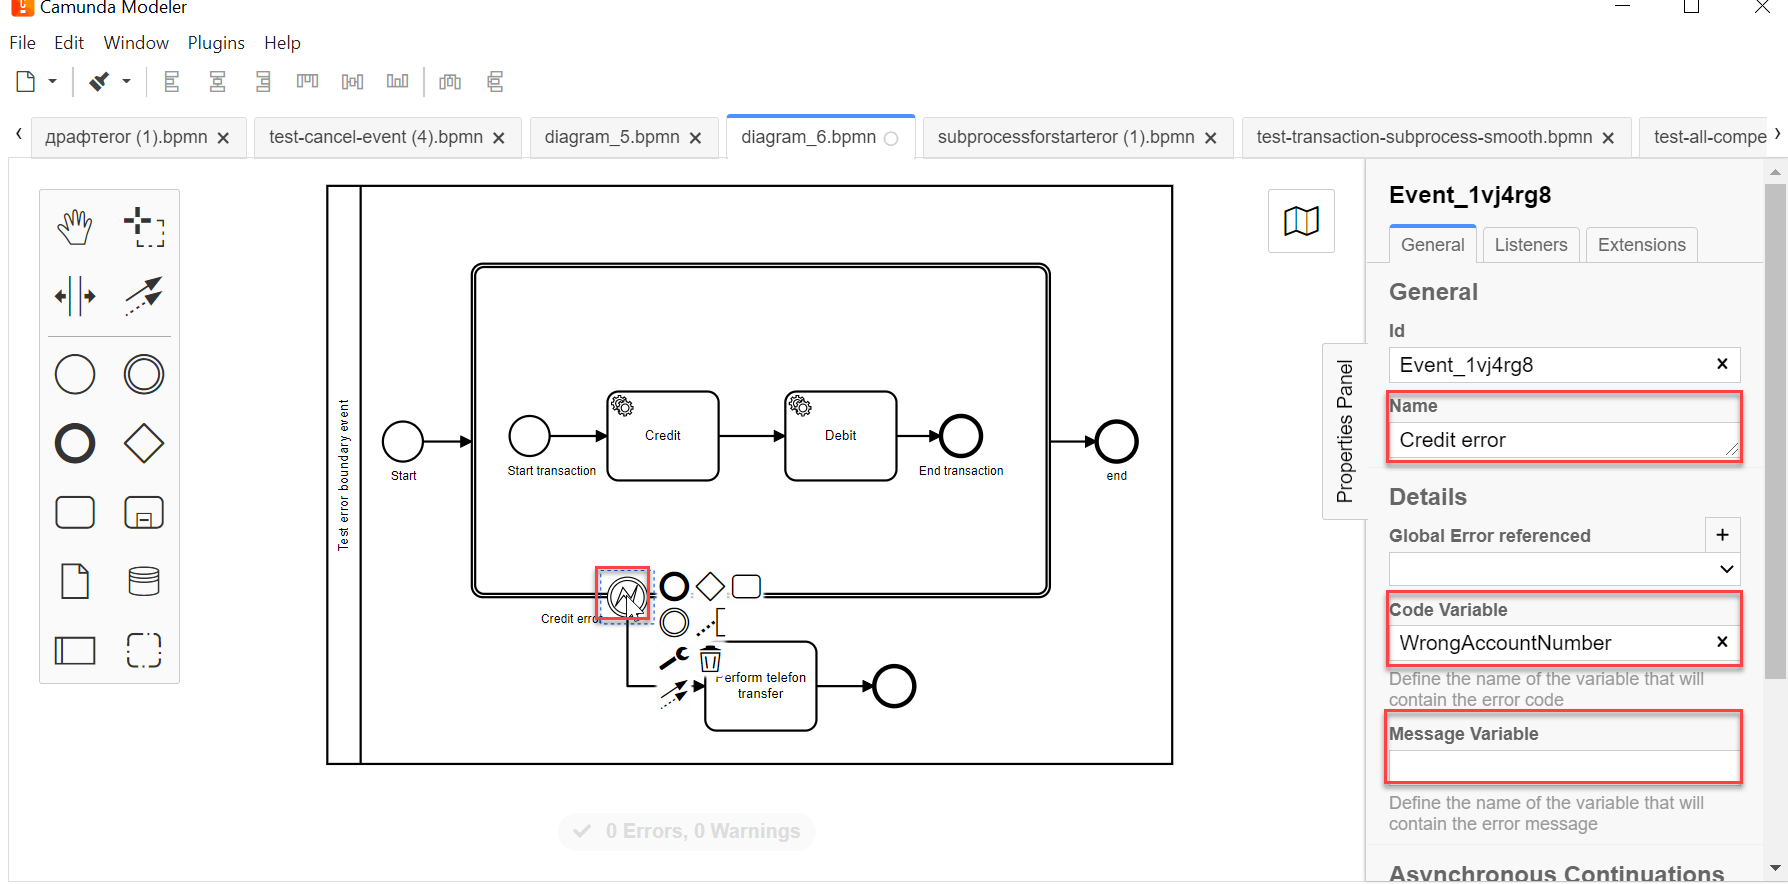 Camunda Modeler
File Edit Window Plugins Help
драфтегог (1).bpmn test-cancel-event (4).bpmn diagram_5.bpmn diagram_6.bpmn subprocessforstarteror (1).bpmn test-transaction-subprocess-smooth.bpmn test-all-compe
Test error boundary event
Start
Start transaction
Credit
Debit
End transaction
end
Credit error
Perform telefon
transfer
0 Errors, 0 Warnings
Properties Panel
Event_1vj4rg8
General Listeners Extensions
General
Id
Event_1vj4rg8
Name
Credit error
Details
Global Error referenced
Code Variable
WrongAccountNumber
Define the name of the variable that will
contain the error code
Message Variable
Define the name of the variable that will
contain the error message
Asynchronous Continuations